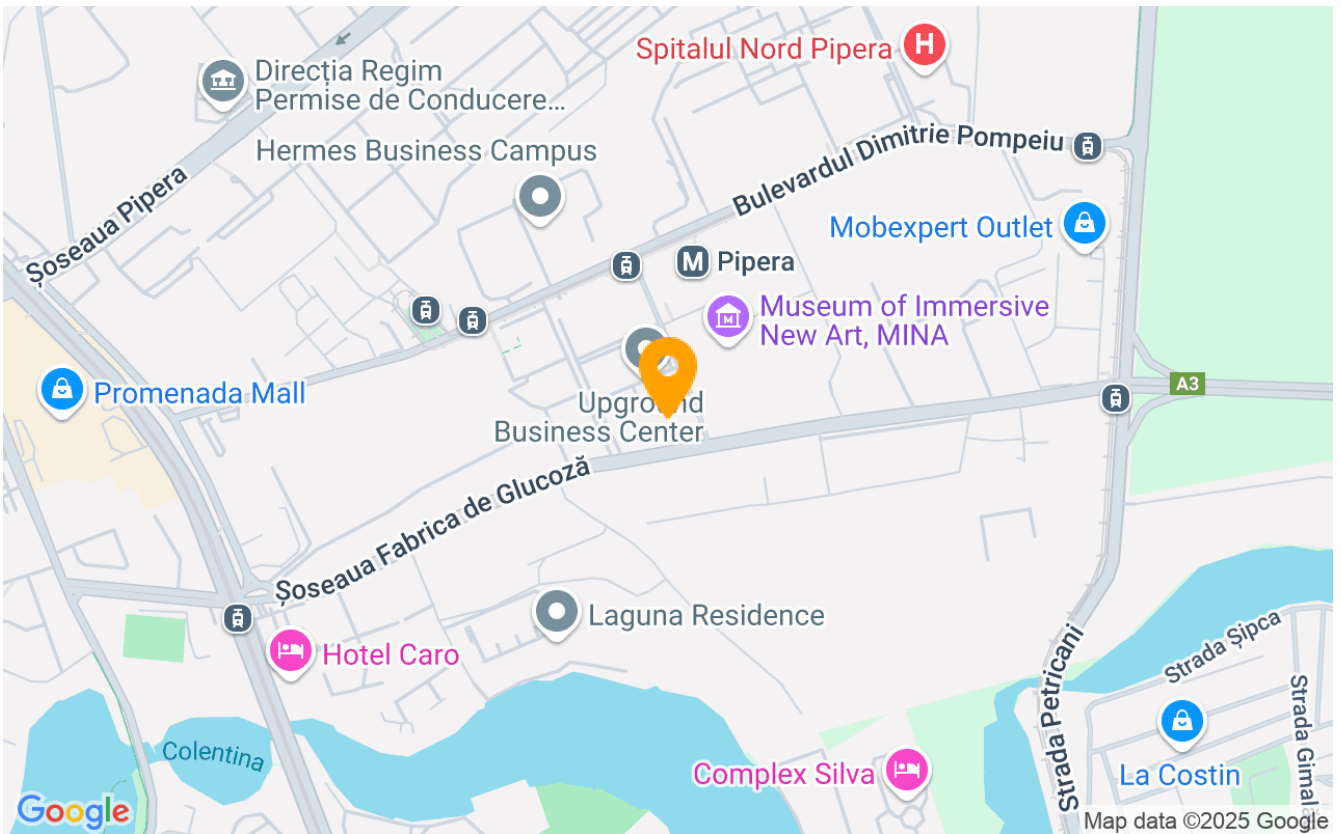 Spitalul Nord Pipera
H
Direcția Regim
Permise de Conducere...
Hermes Business Campus
Bulevardul Dimitrie Pompeiu
Șoseaua Pipera
Mobexpert Outlet
M Pipera
Museum of Immersive
New Art, MINA
Promenada Mall
A3
Upground
Business Center
Șoseaua Fabrica de Glucoză
Laguna Residence
Hotel Caro
Strada Șipca
Strada Petricani
Colentina
Complex Silva
La Costin
Google
Map data ©2025 Google